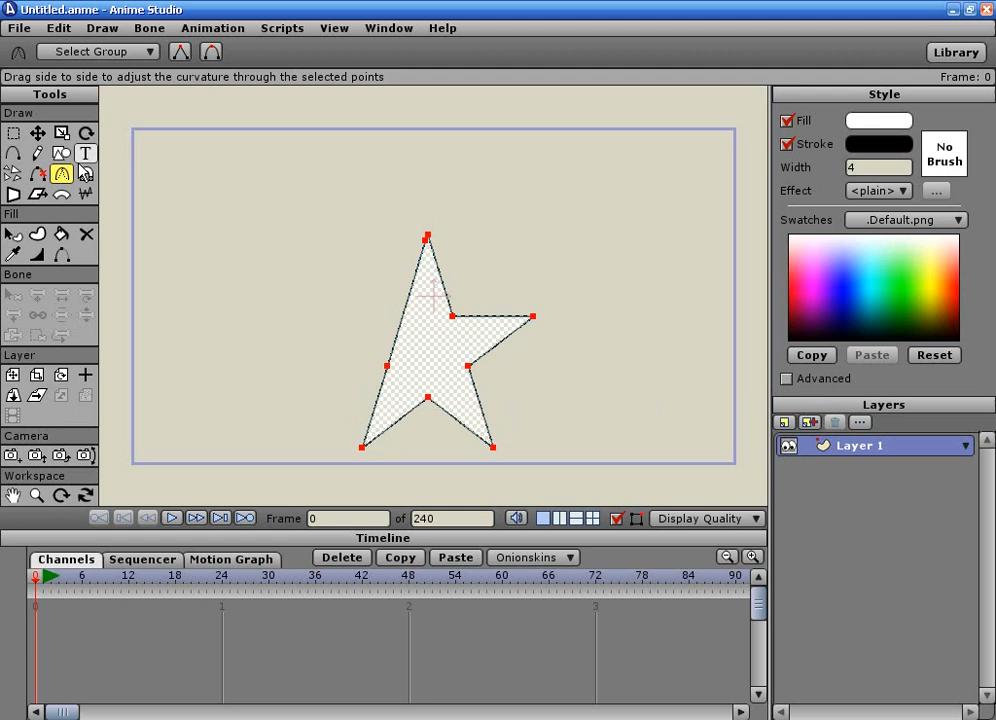 Untitled.anme - Anime Studio
File Edit Draw Bone Animation Scripts View Window Help
Select Group Library
Drag side to side to adjust the curvature through the selected points Frame: 0
Tools
Draw
T
Fill
Bone
Layer
Camera
Workspace
Style
Fill
Stroke
Width 4
No Brush
Effect <plain> ...
Swatches .Default.png
Copy Paste Reset
Advanced
Layers
Layer 1
Frame 0 of 240 Display Quality
Timeline
Channels Sequencer Motion Graph Delete Copy Paste Onionskins
0 6 12 18 24 30 36 42 48 54 60 66 72 78 84 90
0 1 2 3